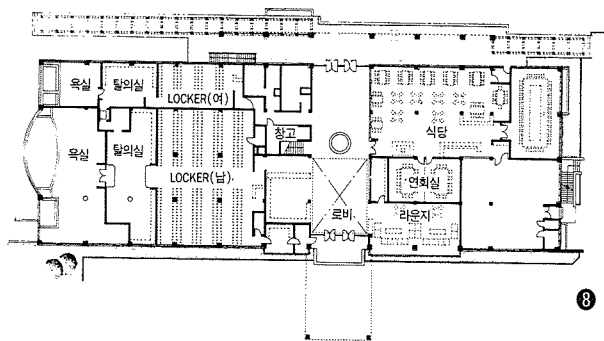 욕실
탈의실
LOCKER(여)
식당
창고
욕실
탈의실
LOCKER(남)
로비
연회실
라운지
8